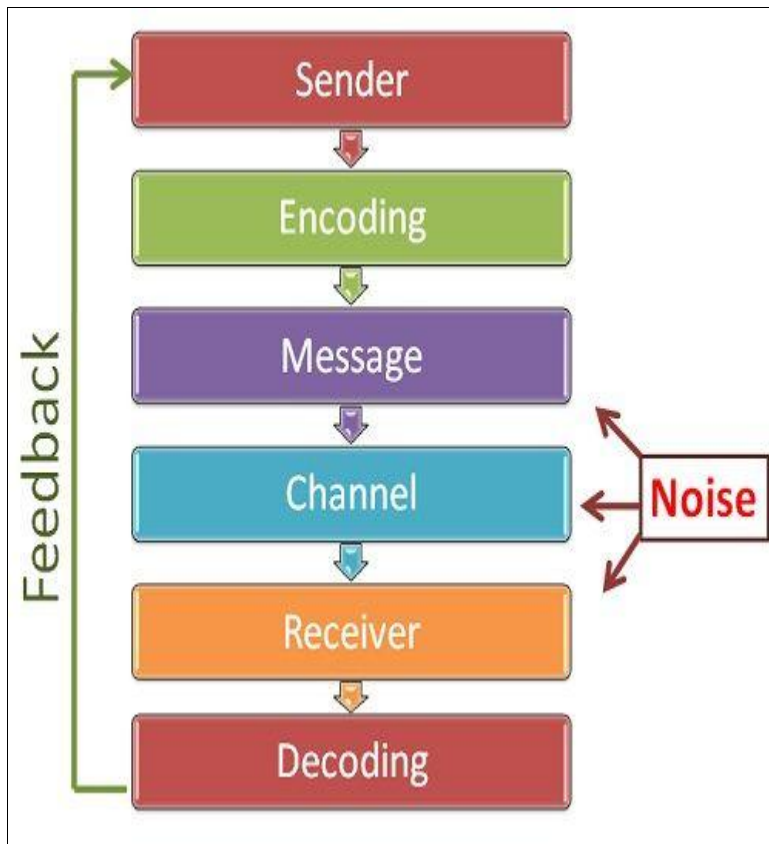 Sender
Encoding
Message
Channel
Noise
Receiver
Decoding
Feedback